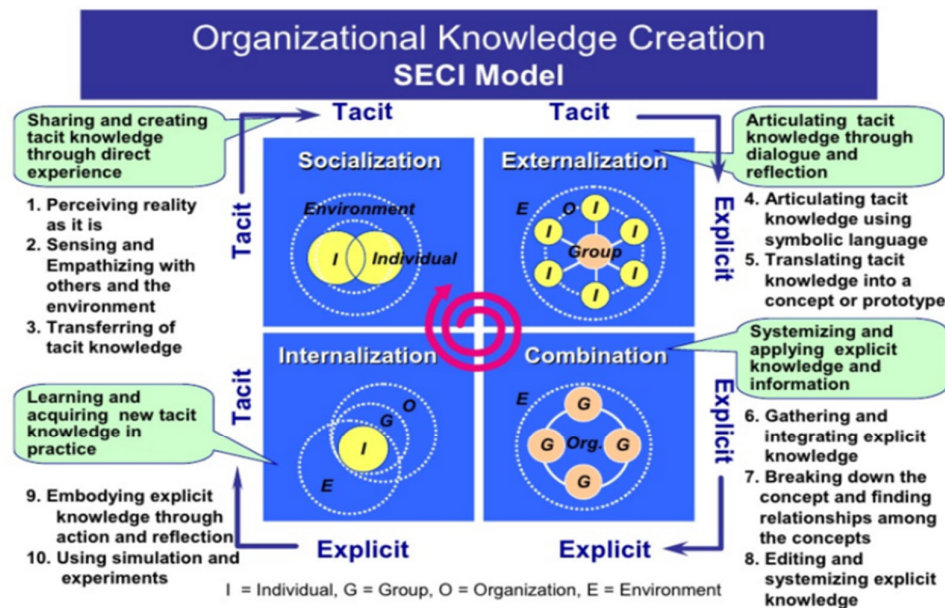 Organizational Knowledge Creation
SECI Model
Tacit
Tacit
Sharing and creating
tacit knowledge
through direct
experience
1. Perceiving reality
as it is
2. Sensing and
Empathizing with
others and the
environment
3. Transferring of
tacit knowledge
Tacit
Socialization
Environment
I
Individual
Externalization
E
O
I
I
I
Group
I
I
I
Explicit
Articulating tacit
knowledge through
dialogue and
reflection
4. Articulating tacit
knowledge using
symbolic language
5. Translating tacit
knowledge into a
concept or prototype
Learning and
acquiring new tacit
knowledge in
practice
9. Embodying explicit
knowledge through
action and reflection
10. Using simulation and
experiments
Tacit
Internalization
O
G
I
E
Combination
E
G
G
Org.
G
G
Explicit
Systemizing and
applying explicit
knowledge and
information
6. Gathering and
integrating explicit
knowledge
7. Breaking down the
concept and finding
relationships among
the concepts
8. Editing and
systemizing explicit
knowledge
Explicit
Explicit
I = Individual, G = Group, O = Organization, E = Environment